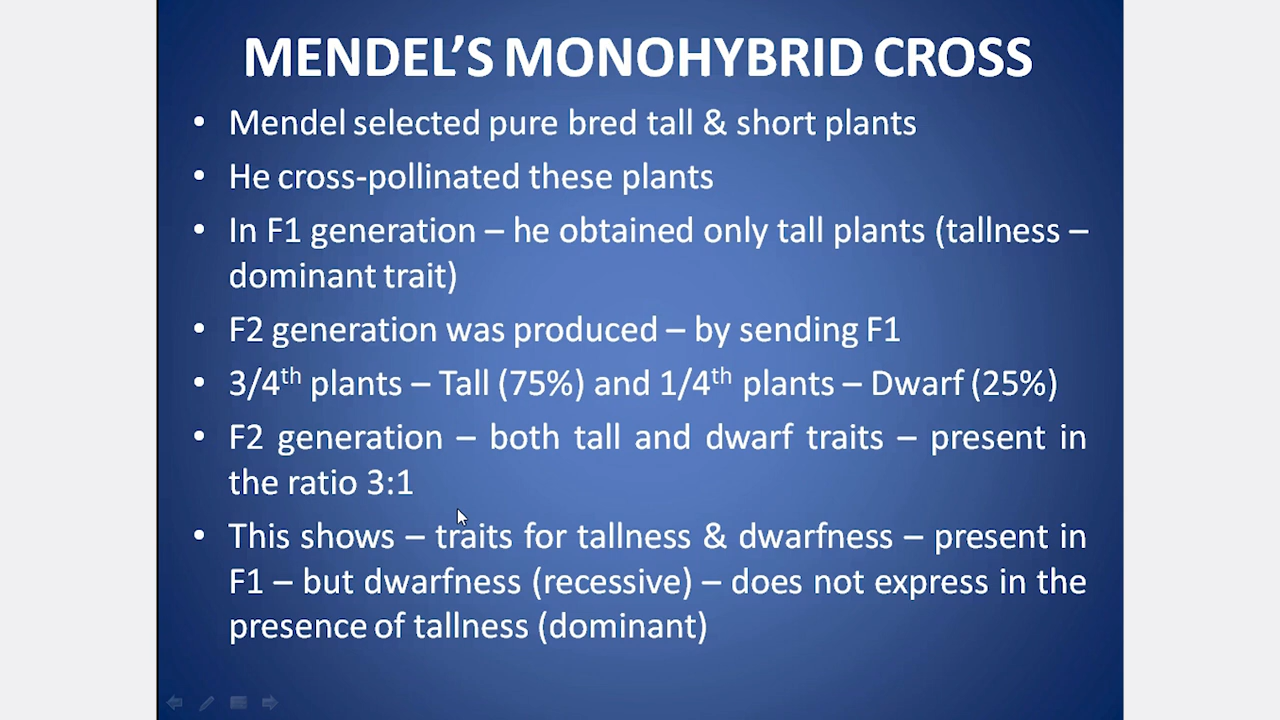 MENDEL’S MONOHYBRID CROSS
• Mendel selected pure bred tall & short plants
• He cross-pollinated these plants
• In F1 generation – he obtained only tall plants (tallness –
dominant trait)
• F2 generation was produced – by sending F1
• 3/4th plants – Tall (75%) and 1/4th plants – Dwarf (25%)
• F2 generation – both tall and dwarf traits – present in
the ratio 3:1
• This shows – traits for tallness & dwarfness – present in
F1 – but dwarfness (recessive) – does not express in the
presence of tallness (dominant)